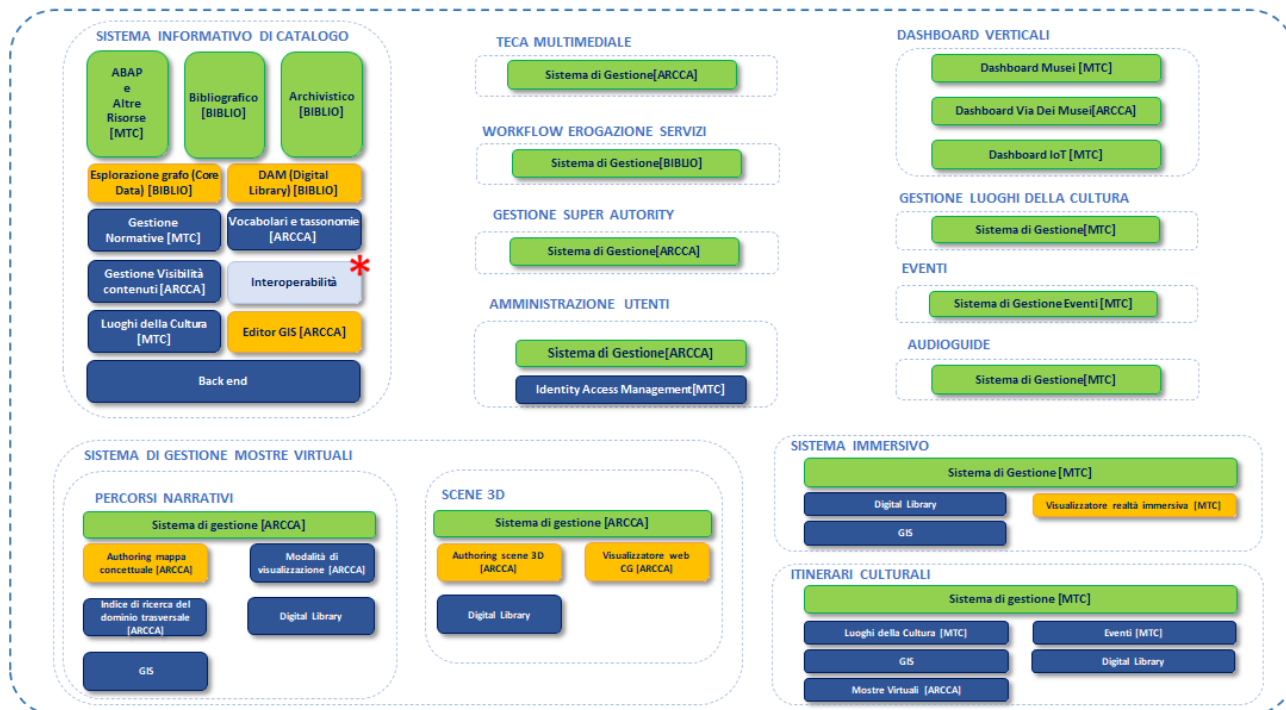 SISTEMA INFORMATIVO DI CATALOGO
ABAP
e
Altre
Risorse
[MTC]
Bibliografico
[BIBLIO]
Archivistico
[BIBLIO]
Esplorazione grafo (Core
Data) [BIBLIO]
DAM (Digital
Library) [BIBLIO]
Gestione
Normative [MTC]
Vocabolari e tassonomie
[ARCCA]
Gestione Visibilità
contenuti [ARCCA]
Interoperabilità
*
Luoghi della Cultura
[MTC]
Editor GIS [ARCCA]
Back end
TECA MULTIMEDIALE
Sistema di Gestione[ARCCA]
WORKFLOW EROGAZIONE SERVIZI
Sistema di Gestione[BIBLIO]
GESTIONE SUPER AUTORITY
Sistema di Gestione[ARCCA]
AMMINISTRAZIONE UTENTI
Sistema di Gestione[ARCCA]
Identity Access Management[MTC]
DASHBOARD VERTICALI
Dashboard Musei [MTC]
Dashboard Via Dei Musei[ARCCA]
Dashboard IoT [MTC]
GESTIONE LUOGHI DELLA CULTURA
Sistema di Gestione[MTC]
EVENTI
Sistema di Gestione Eventi [MTC]
AUDIOGUIDE
Sistema di Gestione[MTC]
SISTEMA DI GESTIONE MOSTRE VIRTUALI
PERCORSI NARRATIVI
Sistema di gestione [ARCCA]
Authoring mappa
concettuale [ARCCA]
Modalità di
visualizzazione [ARCCA]
Indice di ricerca del
dominio trasversale
[ARCCA]
Digital Library
GIS
SCENE 3D
Sistema di gestione [ARCCA]
Authoring scene 3D
[ARCCA]
Visualizzatore web
CG [ARCCA]
Digital Library
SISTEMA IMMERSIVO
Sistema di Gestione [MTC]
Digital Library
Visualizzatore realtà immersiva [MTC]
GIS
ITINERARI CULTURALI
Sistema di gestione [MTC]
Luoghi della Cultura [MTC]
Eventi [MTC]
GIS
Digital Library
Mostre Virtuali [ARCCA]